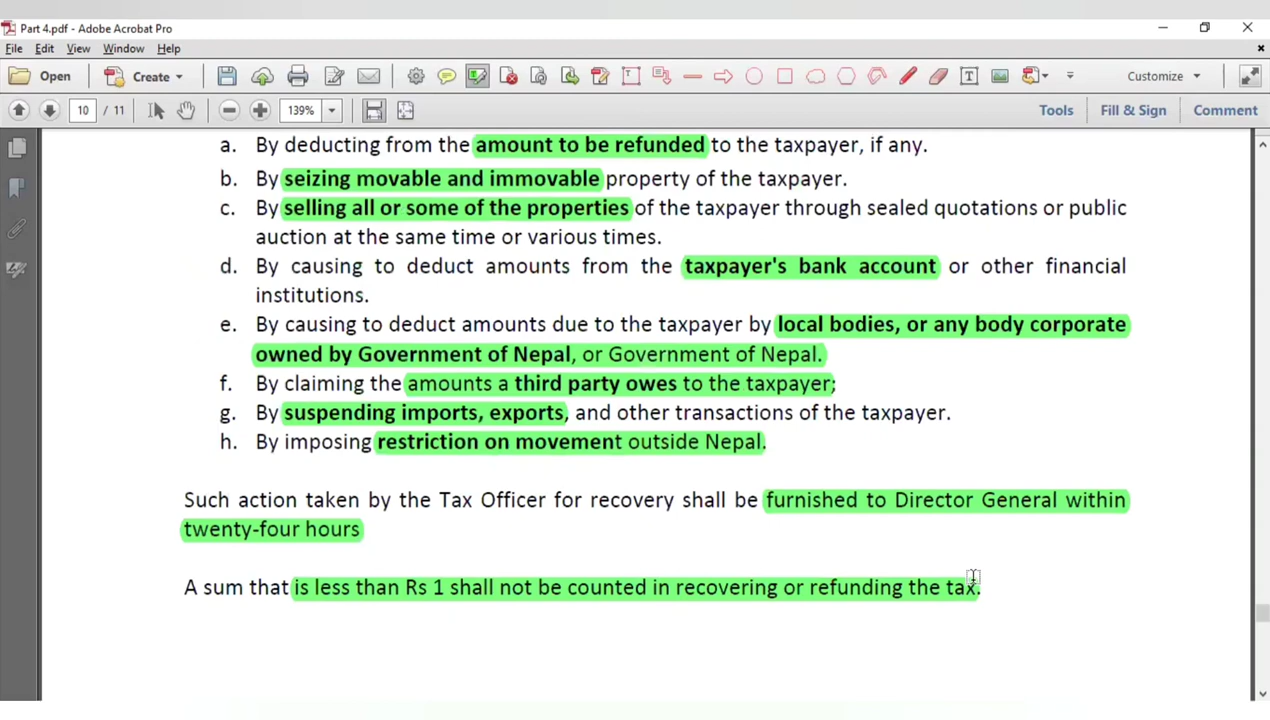 Part 4.pdf - Adobe Acrobat Pro
File Edit View Window Help
Open Create Customize
10 / 11 139% Tools Fill & Sign Comment
a. By deducting from the amount to be refunded to the taxpayer, if any.
b. By seizing movable and immovable property of the taxpayer.
c. By selling all or some of the properties of the taxpayer through sealed quotations or public
auction at the same time or various times.
d. By causing to deduct amounts from the taxpayer's bank account or other financial
institutions.
e. By causing to deduct amounts due to the taxpayer by local bodies, or any body corporate
owned by Government of Nepal, or Government of Nepal.
f. By claiming the amounts a third party owes to the taxpayer;
g. By suspending imports, exports, and other transactions of the taxpayer.
h. By imposing restriction on movement outside Nepal.
Such action taken by the Tax Officer for recovery shall be furnished to Director General within
twenty-four hours
A sum that is less than Rs 1 shall not be counted in recovering or refunding the tax.